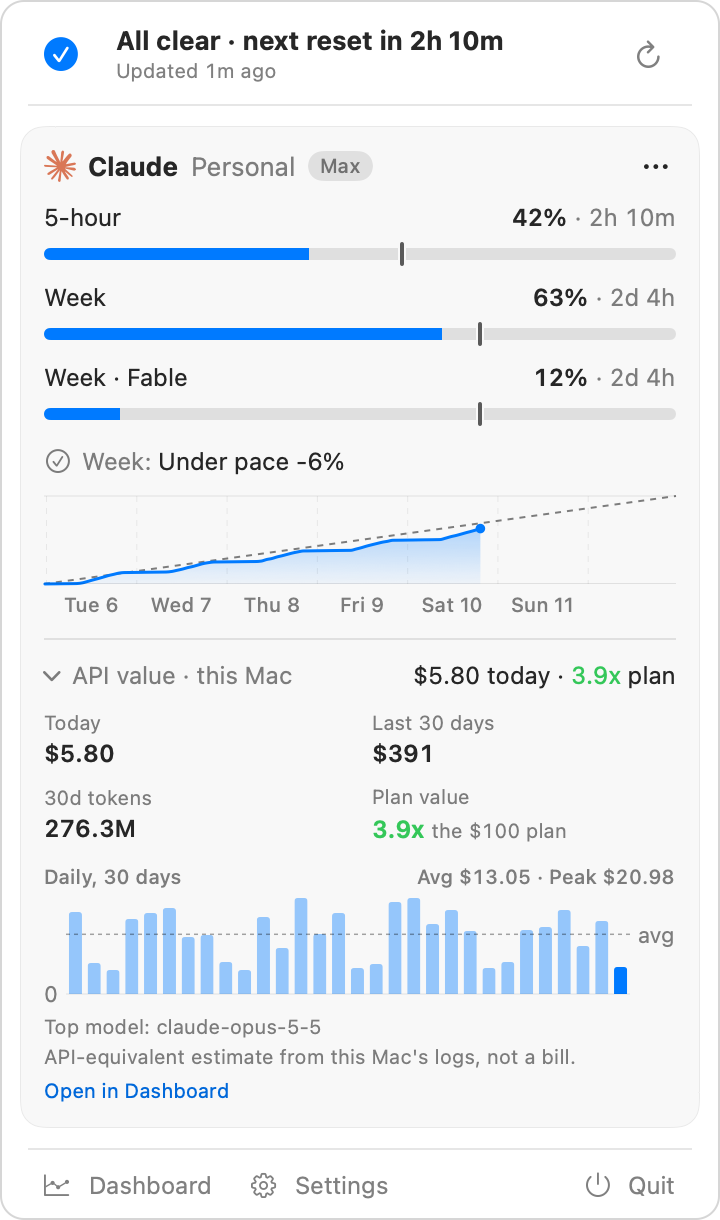 All clear · next reset in 2h 10m
Updated 1m ago
Claude Personal Max
5-hour 42% · 2h 10m
Week 63% · 2d 4h
Week · Fable 12% · 2d 4h
Week: Under pace -6%
Tue 6 Wed 7 Thu 8 Fri 9 Sat 10 Sun 11
API value · this Mac $5.80 today · 3.9x plan
Today Last 30 days
$5.80 $391
30d tokens Plan value
276.3M 3.9x the $100 plan
Daily, 30 days Avg $13.05 · Peak $20.98
avg
0
Top model: claude-opus-5-5
API-equivalent estimate from this Mac's logs, not a bill.
Open in Dashboard
Dashboard Settings Quit